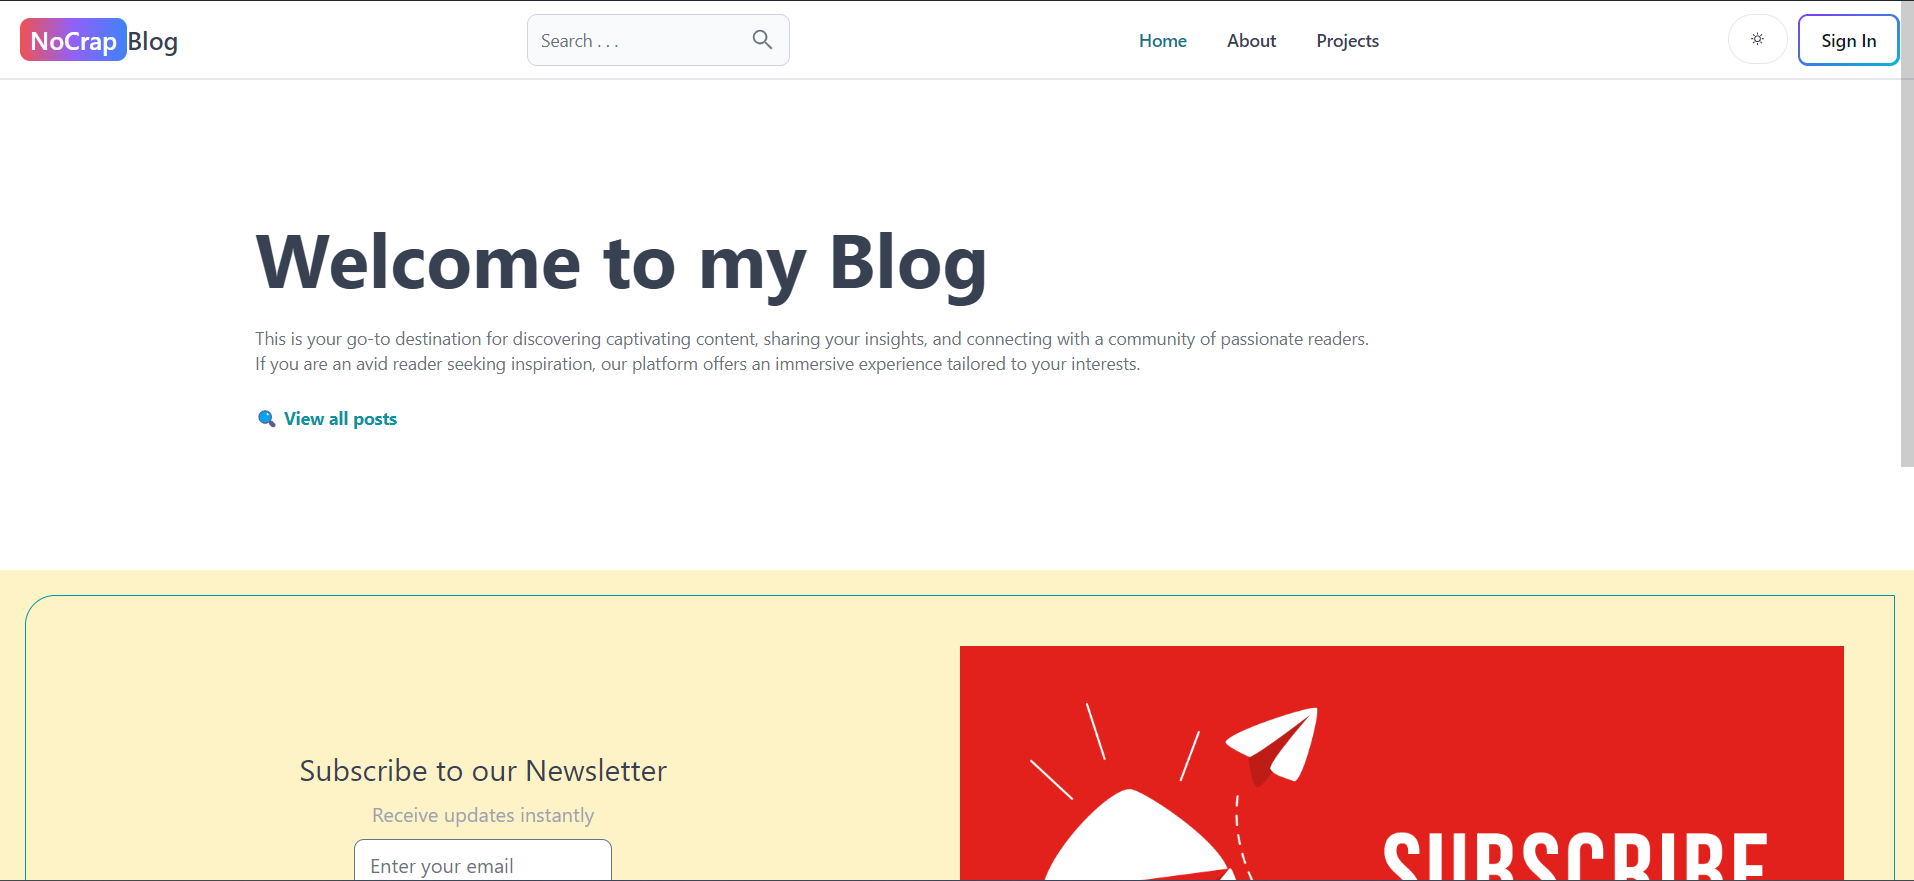 NoCrap Blog
Search . . .
Home
About
Projects
Sign In
Welcome to my Blog
This is your go-to destination for discovering captivating content, sharing your insights, and connecting with a community of passionate readers.
If you are an avid reader seeking inspiration, our platform offers an immersive experience tailored to your interests.
View all posts
Subscribe to our Newsletter
Receive updates instantly
Enter your email
SUBSCRIBE